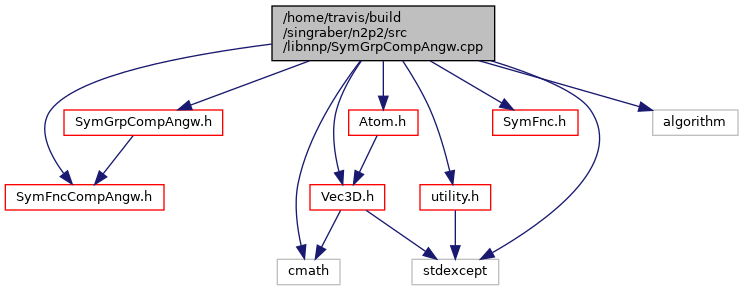 /home/travis/build
/singraber/n2p2/src
/libnnp/SymGrpCompAngw.cpp
SymGrpCompAngw.h
Atom.h
SymFnc.h
algorithm
SymFncCompAngw.h
Vec3D.h
utility.h
cmath
stdexcept